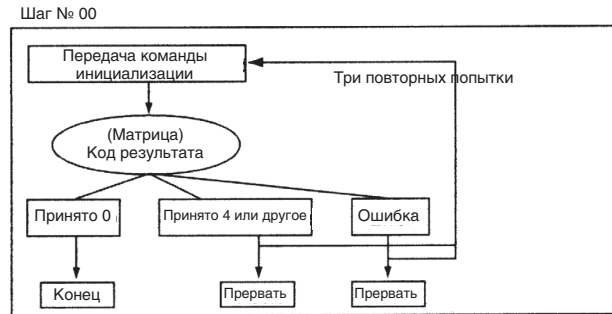 Шаг № 00
Передача команды
инициализации
Три повторных попытки
(Матрица)
Код результата
Принято 0
Принято 4 или другое
Ошибка
Конец
Прервать
Прервать